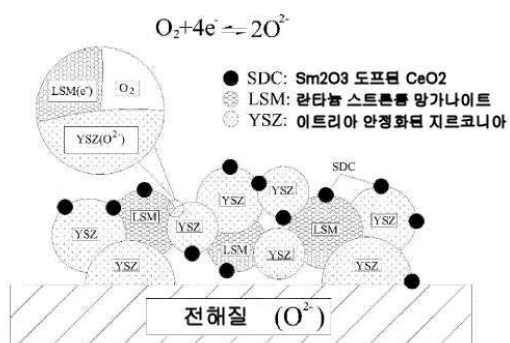 O₂+4e⁻⇌2O²⁻
LSM(e⁻)
O₂
YSZ(O²⁻)
SDC: Sm2O3 도프된 CeO2
LSM: 란타늄 스트론튬 망가나이트
YSZ: 이트리아 안정화된 지르코니아
SDC
YSZ
YSZ
YSZ
LSM
YSZ
LSM
YSZ
LSM
YSZ
YSZ
YSZ
전해질 (O²⁻)